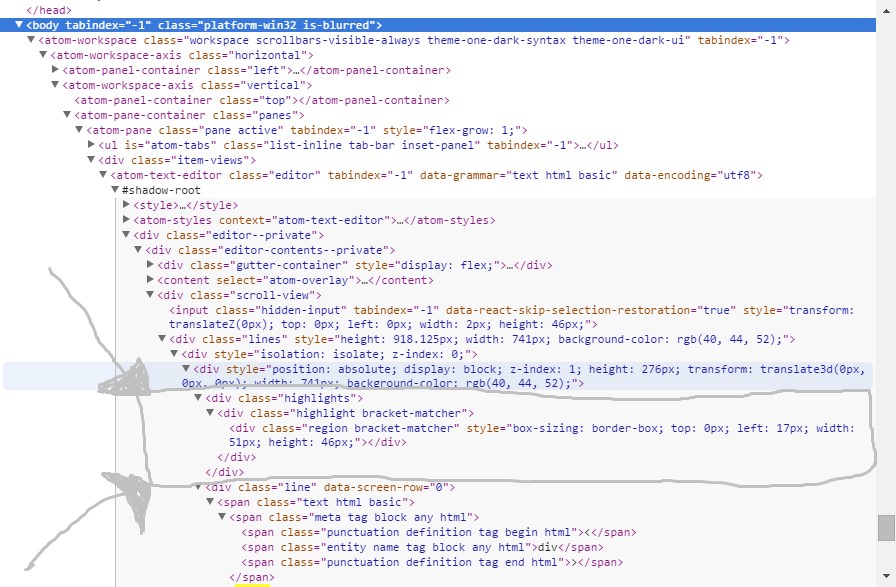 </head>
▼<body tabindex="-1" class="platform-win32 is-blurred">
▼<atom-workspace class="workspace scrollbars-visible-always theme-one-dark-syntax theme-one-dark-ui" tabindex="-1">
▼<atom-workspace-axis class="horizontal">
▶<atom-panel-container class="left">…</atom-panel-container>
▼<atom-workspace-axis class="vertical">
<atom-panel-container class="top"></atom-panel-container>
▼<atom-pane-container class="panes">
▼<atom-pane class="pane active" tabindex="-1" style="flex-grow: 1;">
▶<ul is="atom-tabs" class="list-inline tab-bar inset-panel" tabindex="-1">…</ul>
▼<div class="item-views">
▼<atom-text-editor class="editor" tabindex="-1" data-grammar="text html basic" data-encoding="utf8">
▼#shadow-root
▶<style>…</style>
▶<atom-styles context="atom-text-editor">…</atom-styles>
▼<div class="editor--private">
▼<div class="editor-contents--private">
▶<div class="gutter-container" style="display: flex;">…</div>
▶<content select="atom-overlay">…</content>
▼<div class="scroll-view">
<input class="hidden-input" tabindex="-1" data-react-skip-selection-restoration="true" style="transform:
translateZ(0px); top: 0px; left: 0px; width: 2px; height: 46px;">
▼<div class="lines" style="height: 918.125px; width: 741px; background-color: rgb(40, 44, 52);">
▼<div style="isolation: isolate; z-index: 0;">
▼<div style="position: absolute; display: block; z-index: 1; height: 276px; transform: translate3d(0px,
0px, 0px); width: 741px; background-color: rgb(40, 44, 52);">
▼<div class="highlights">
▼<div class="highlight bracket-matcher">
<div class="region bracket-matcher" style="box-sizing: border-box; top: 0px; left: 17px; width:
51px; height: 46px;"></div>
</div>
</div>
▼<div class="line" data-screen-row="0">
▼<span class="text html basic">
▼<span class="meta tag block any html">
<span class="punctuation definition tag begin html"><</span>
<span class="entity name tag block any html">div</span>
<span class="punctuation definition tag end html">></span>
</span>